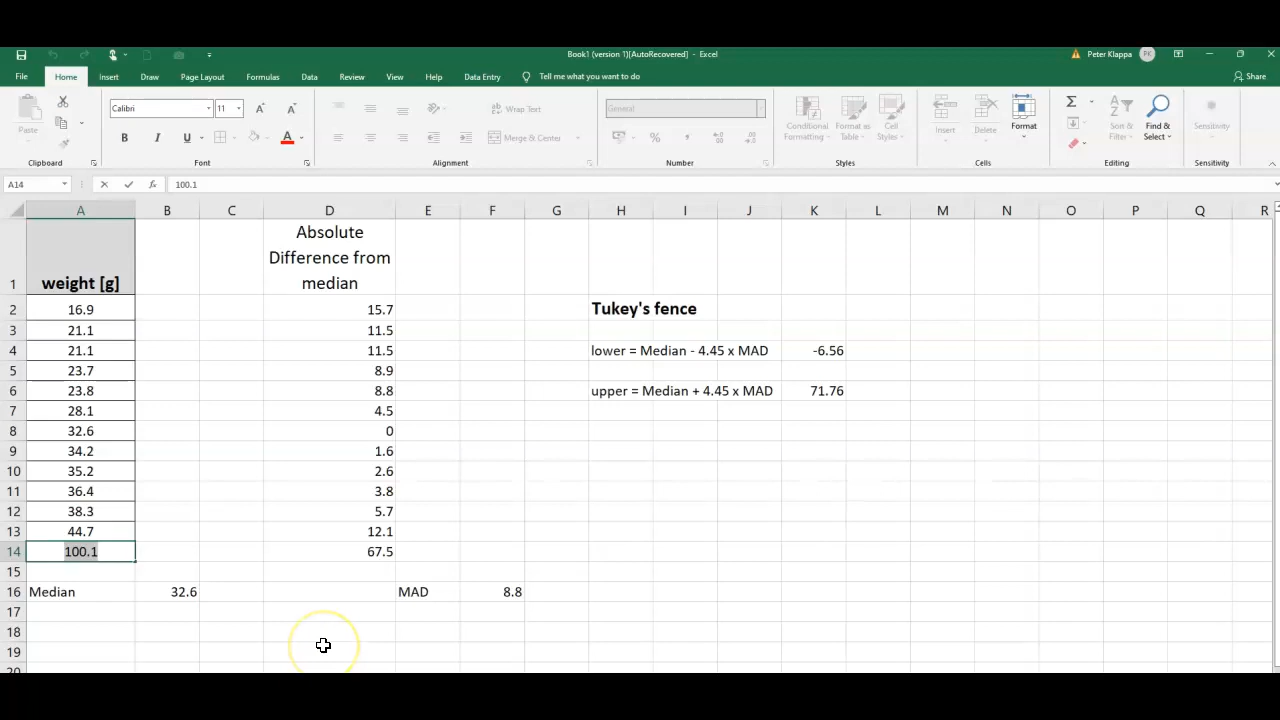 Book1 (version 1)[AutoRecovered] - Excel
Peter Klappa PK
File Home Insert Draw Page Layout Formulas Data Review View Help Data Entry Tell me what you want to do Share
Calibri 11 A A Wrap Text General
Paste B I U A Merge & Center % Conditional Formatting Format as Table Cell Styles Insert Delete Format Σ Sort & Filter Find & Select Sensitivity
Clipboard Font Alignment Number Styles Cells Editing Sensitivity
A14 fx 100.1
A B C D E F G H I J K L M N O P Q R
1 weight [g] Absolute Difference from median
2 16.9 15.7 Tukey's fence
3 21.1 11.5
4 21.1 11.5 lower = Median - 4.45 x MAD -6.56
5 23.7 8.9
6 23.8 8.8 upper = Median + 4.45 x MAD 71.76
7 28.1 4.5
8 32.6 0
9 34.2 1.6
10 35.2 2.6
11 36.4 3.8
12 38.3 5.7
13 44.7 12.1
14 100.1 67.5
15
16 Median 32.6 MAD 8.8
17
18
19
20